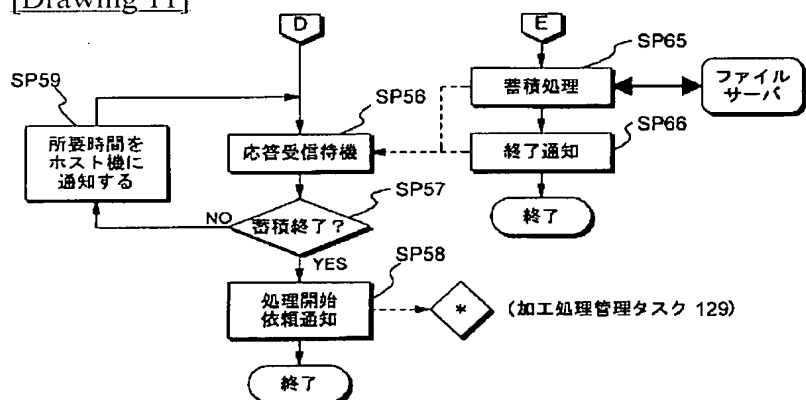 [Drawing 11]
D
E
SP65
SP59
蓄積処理
ファイル
サーバ
SP56
SP66
所要時間を
ホスト機に
通知する
応答受信待機
終了通知
SP57
NO
蓄積終了?
終了
YES
SP58
処理開始
依頼通知
*
(加工処理管理タスク 129)
終了